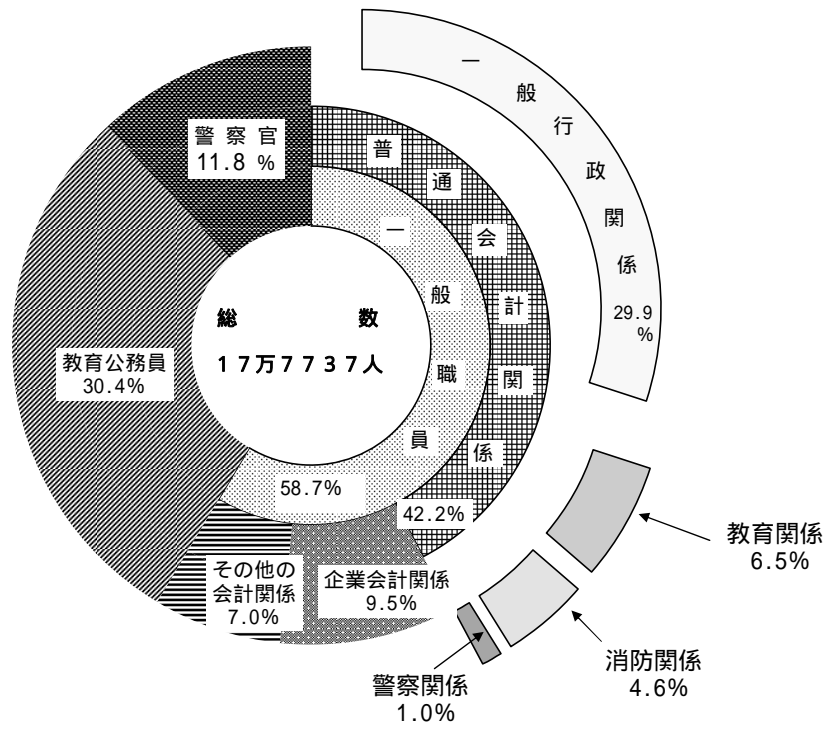 一般行政関係
29.9
%
警 察 官
11.8 %
普通会計関係
42.2%
一般職員
58.7%
総 数
１７万７７３７人
教育公務員
30.4%
その他の
会計関係
7.0%
企業会計関係
9.5%
教育関係
6.5%
消防関係
4.6%
警察関係
1.0%